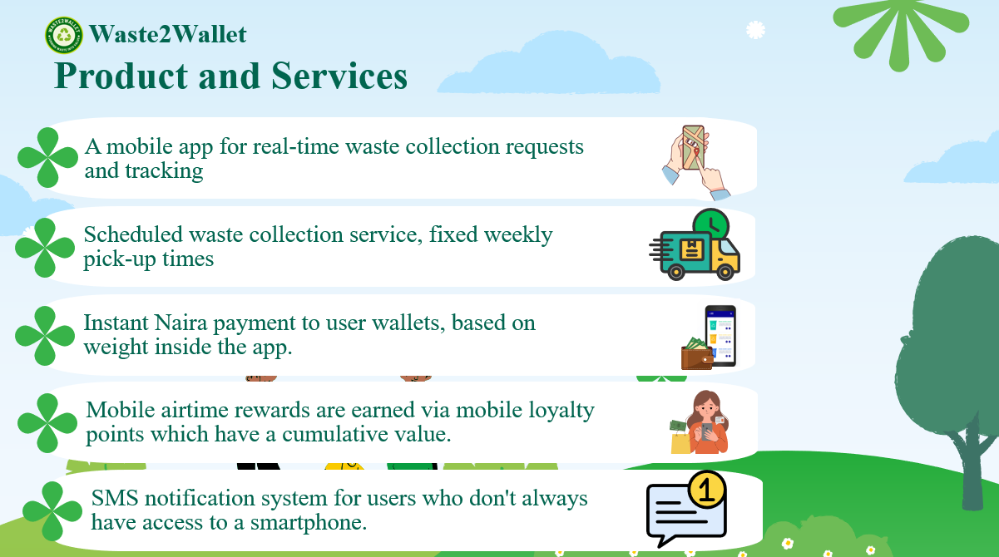 WASTE2WALLET
Waste2Wallet
Product and Services
A mobile app for real-time waste collection requests
and tracking
Scheduled waste collection service, fixed weekly
pick-up times
Instant Naira payment to user wallets, based on
weight inside the app.
Mobile airtime rewards are earned via mobile loyalty
points which have a cumulative value.
SMS notification system for users who don't always
have access to a smartphone.
1